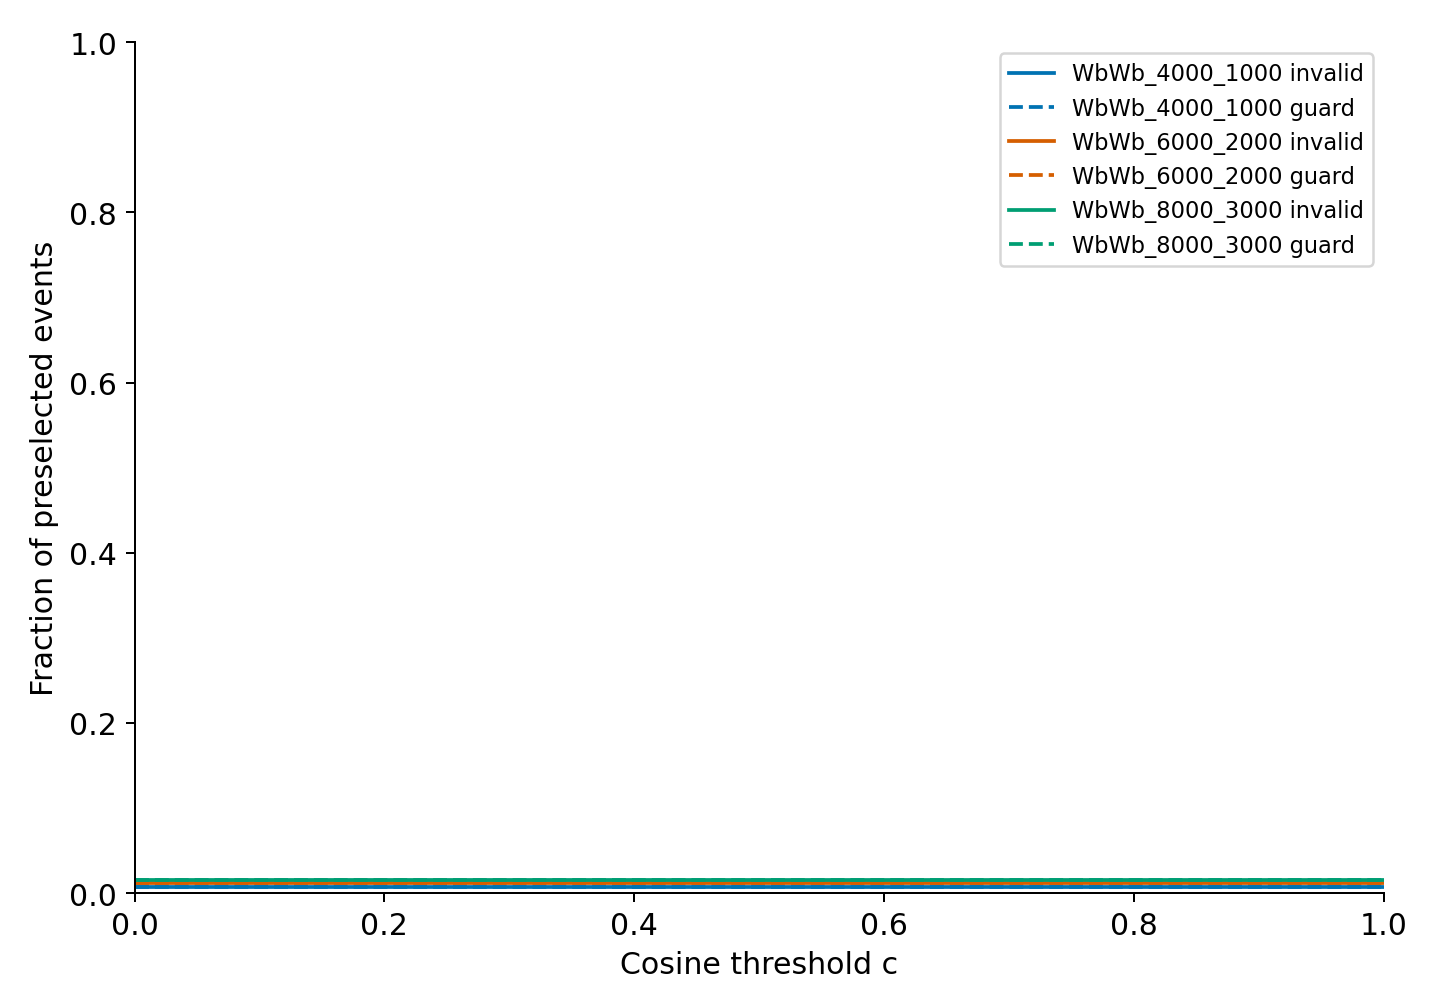 1.0
0.8
0.6
0.4
0.2
0.0
Fraction of preselected events
WbWb_4000_1000 invalid
WbWb_4000_1000 guard
WbWb_6000_2000 invalid
WbWb_6000_2000 guard
WbWb_8000_3000 invalid
WbWb_8000_3000 guard
0.0 0.2 0.4 0.6 0.8 1.0
Cosine threshold c